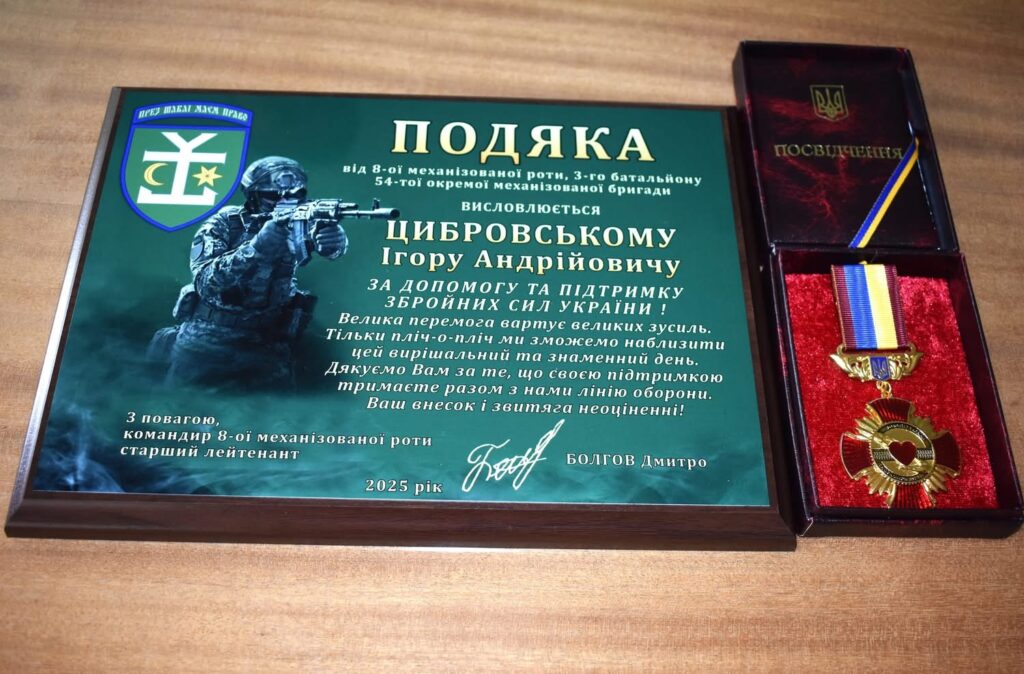 ПРЕЗ ШАБЛІ МАЕМ ПРАВО
ПОДЯКА
від 8-ої механізованої роти, 3-го батальйону
54-тої окремої механізованої бригади
ВИСЛОВЛЮЄТЬСЯ
ЦИБРОВСЬКОМУ
Ігору Андрійовичу
ЗА ДОПОМОГУ ТА ПІДТРИМКУ
ЗБРОЙНИХ СИЛ УКРАЇНИ !
Велика перемога вартує великих зусиль.
Тільки пліч-о-пліч ми зможемо наблизити
цей вирішальний та знаменний день.
Дякуємо Вам за те, що своєю підтримкою
тримаєте разом з нами лінію оборони.
Ваш внесок і звитяга неоціненні!
З повагою,
командир 8-ої механізованої роти
старший лейтенант
БОЛГОВ Дмитро
2025 рік
ПОСВІДЧЕННЯ